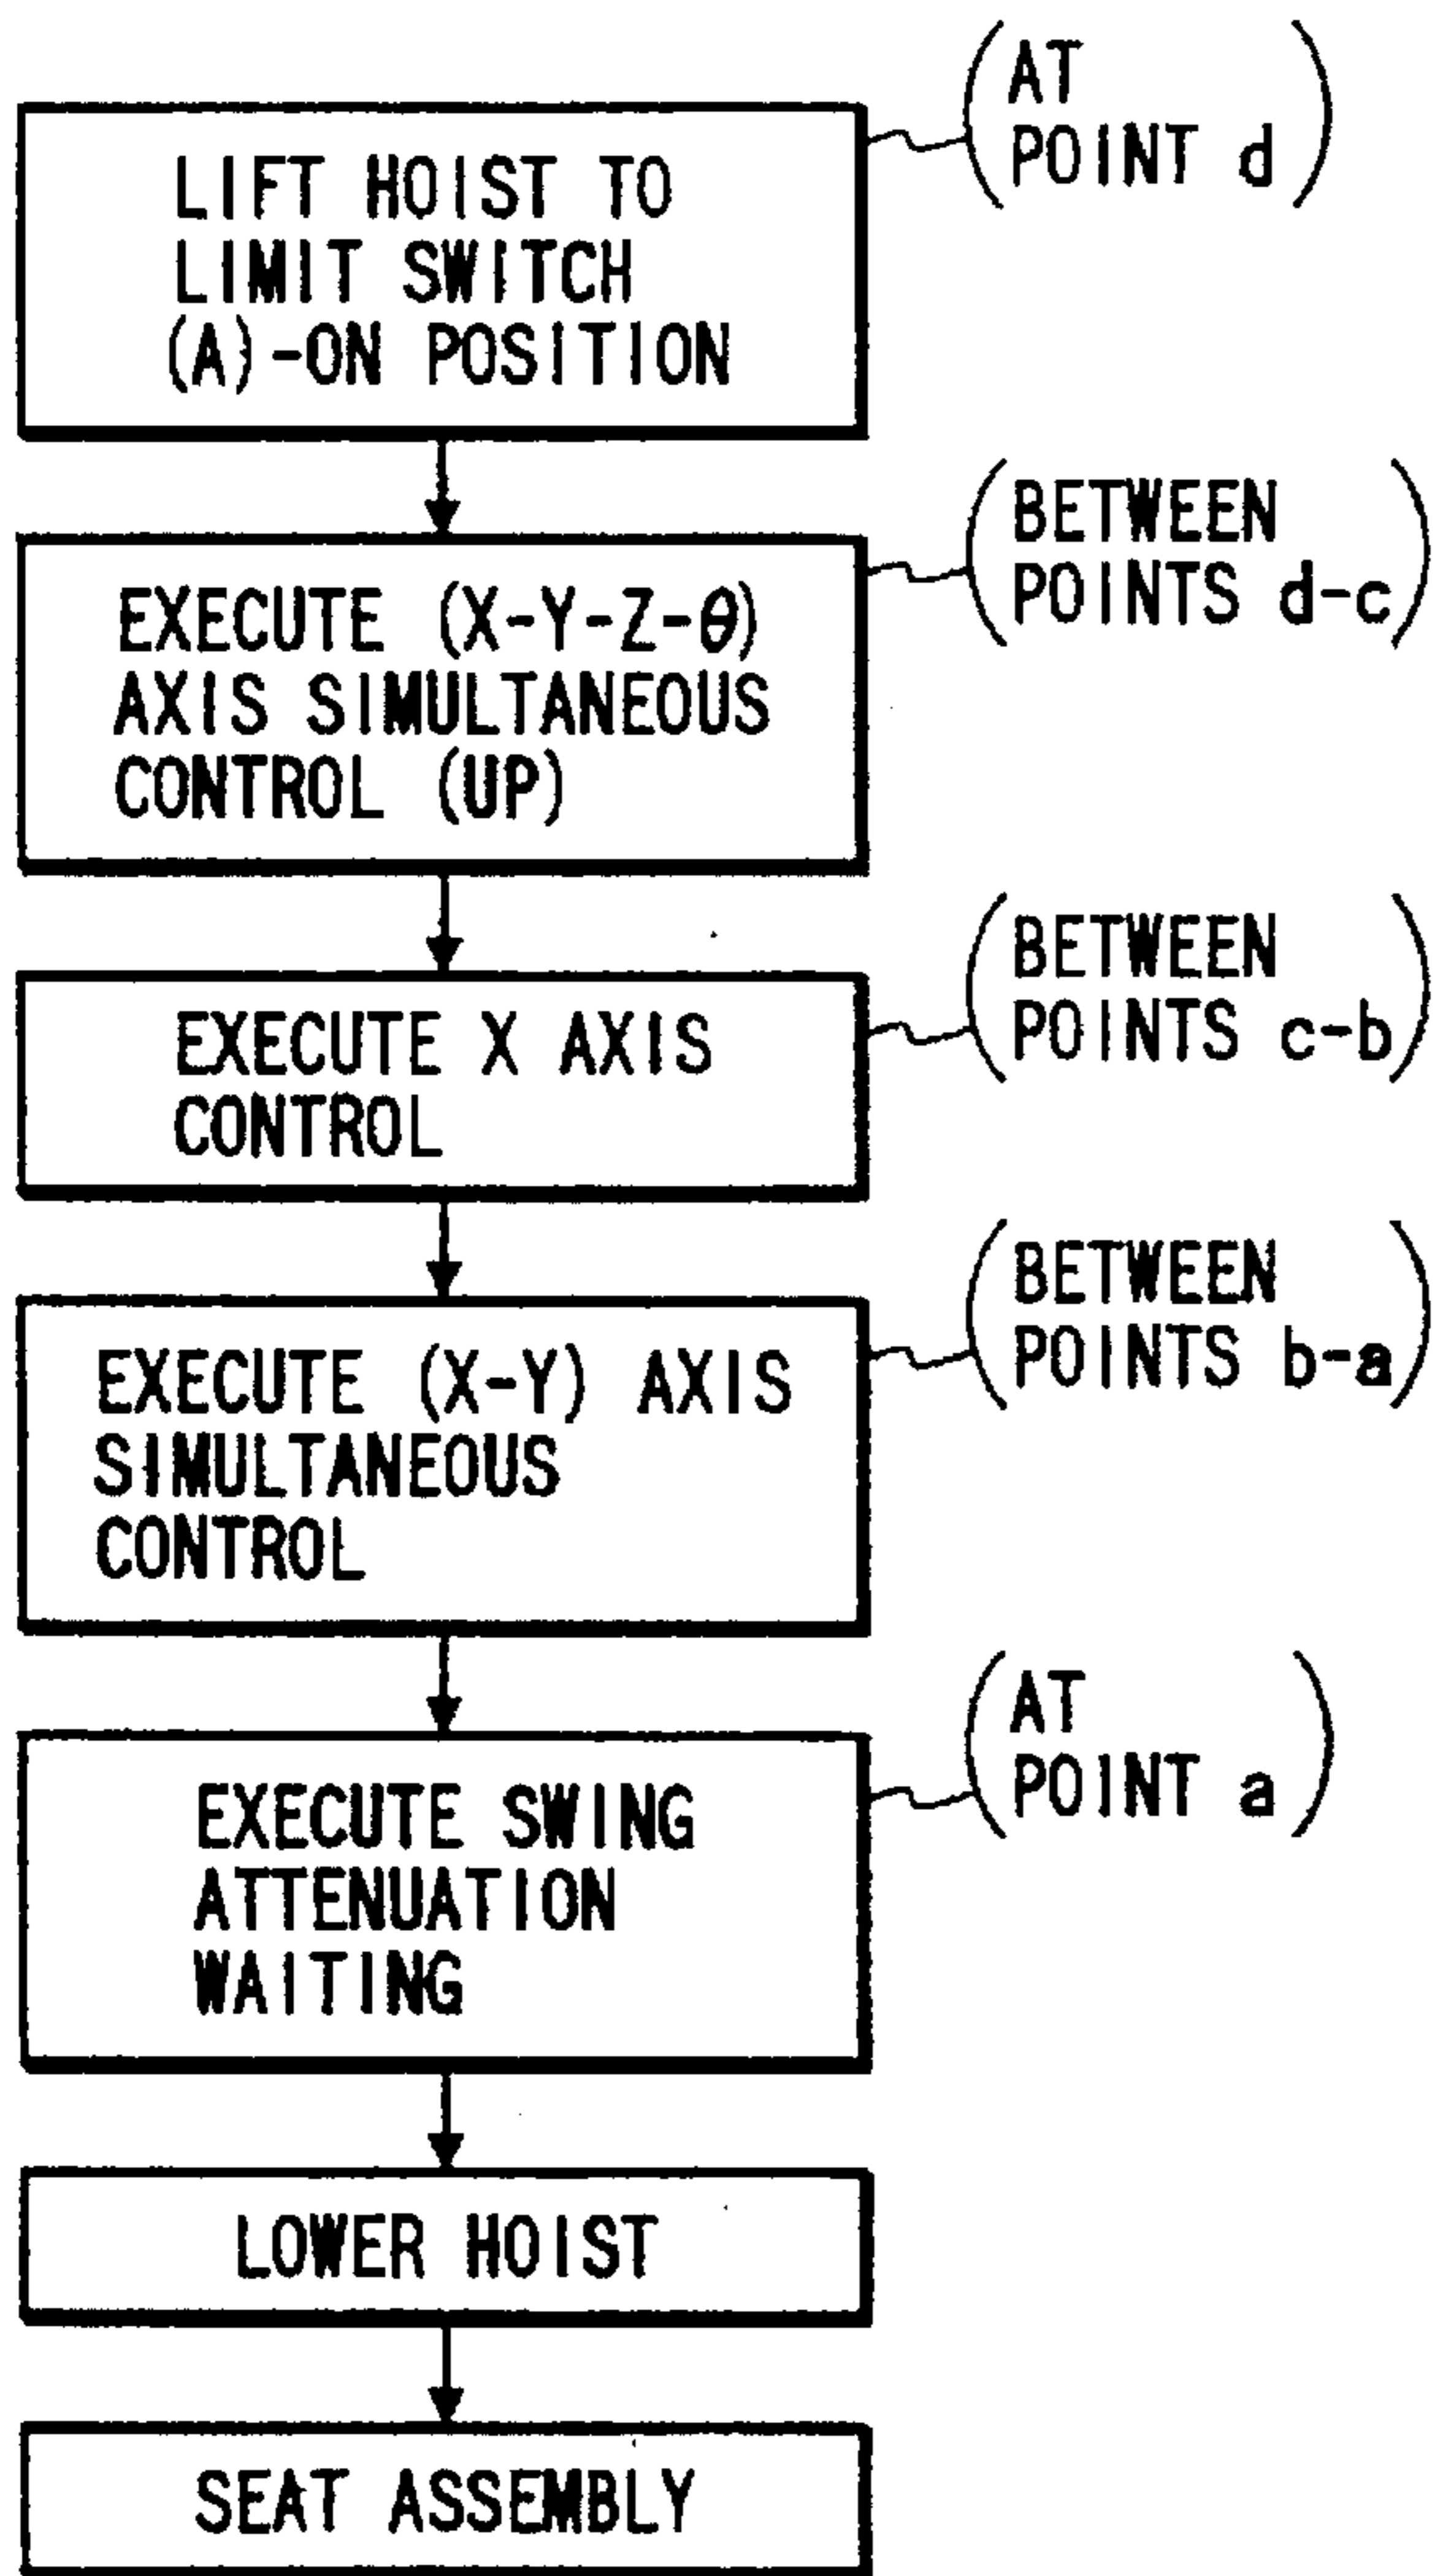 (AT
POINT d)
LIFT HOIST TO
LIMIT SWITCH
(A)-ON POSITION
(BETWEEN
POINTS d-c)
EXECUTE (X-Y-Z-θ)
AXIS SIMULTANEOUS
CONTROL (UP)
(BETWEEN
POINTS c-b)
EXECUTE X AXIS
CONTROL
(BETWEEN
POINTS b-a)
EXECUTE (X-Y) AXIS
SIMULTANEOUS
CONTROL
(AT
POINT a)
EXECUTE SWING
ATTENUATION
WAITING
LOWER HOIST
SEAT ASSEMBLY